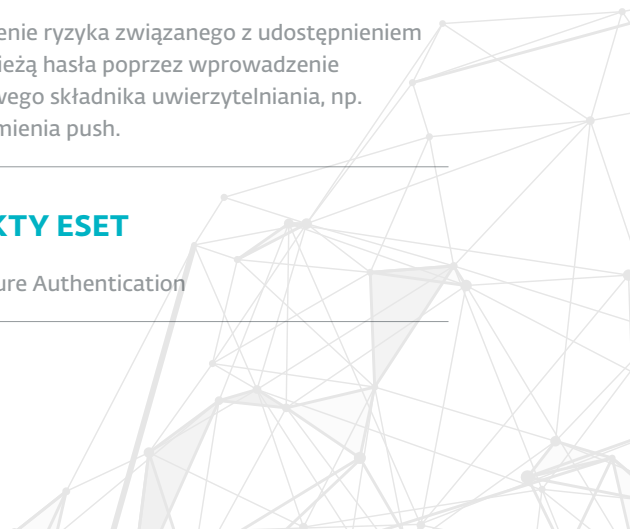 enie ryzyka związanego z udostępnieniem
ieżą hasła poprzez wprowadzenie
wego składnika uwierzytelniania, np.
mienia push.
KTY ESET
ure Authentication